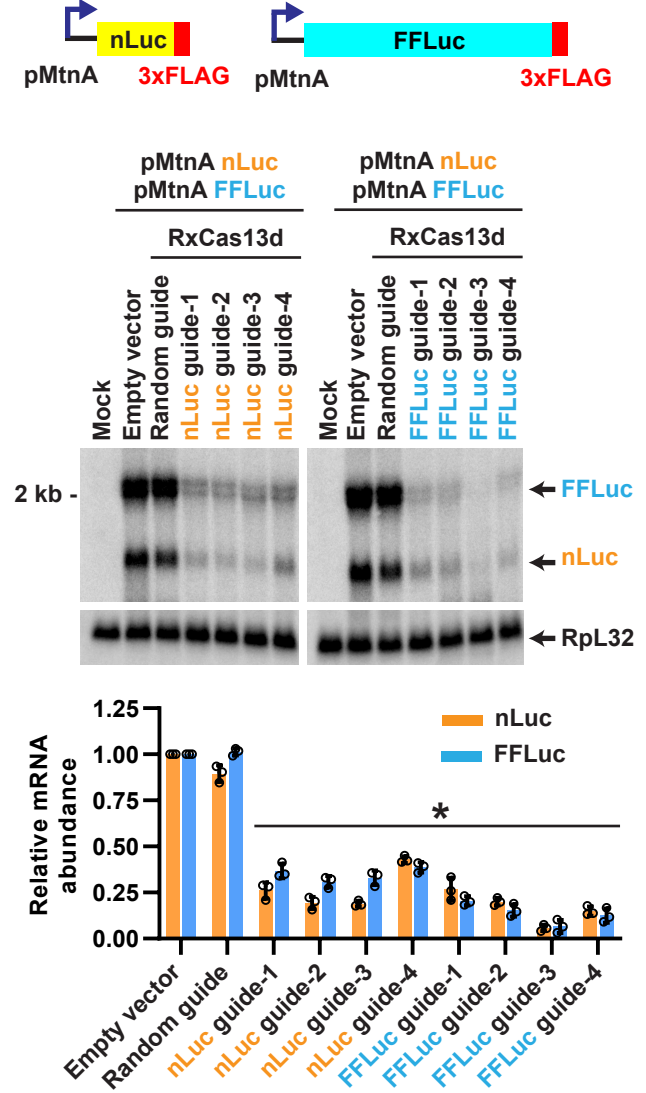 nLuc
FFLuc
pMtnA
3xFLAG
pMtnA
3xFLAG
pMtnA nLuc
pMtnA FFLuc
RxCas13d
pMtnA nLuc
pMtnA FFLuc
RxCas13d
Mock
Empty vector
Random guide
nLuc guide-1
nLuc guide-2
nLuc guide-3
nLuc guide-4
Mock
Empty vector
Random guide
FFLuc guide-1
FFLuc guide-2
FFLuc guide-3
FFLuc guide-4
2 kb -
FFLuc
nLuc
RpL32
Relative mRNA
abundance
1.25
1.00
0.75
0.50
0.25
0.00
nLuc
FFLuc
*
Empty vector
Random guide
nLuc guide-1
nLuc guide-2
nLuc guide-3
nLuc guide-4
FFLuc guide-1
FFLuc guide-2
FFLuc guide-3
FFLuc guide-4